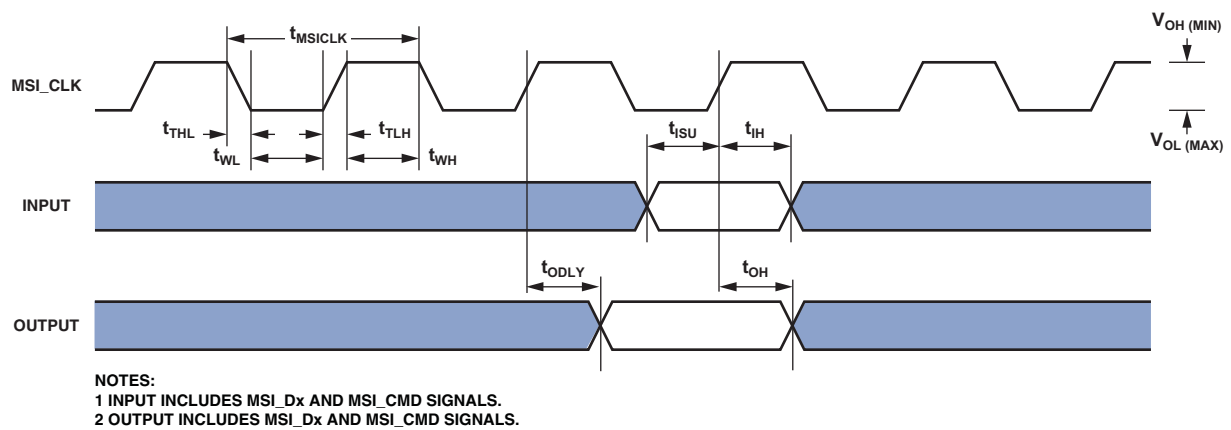 tMSICLK
VOH (MIN)
MSI_CLK
tTHL
tTLH
tISU
tIH
VOL (MAX)
tWL
tWH
INPUT
tODLY
tOH
OUTPUT
NOTES:
1 INPUT INCLUDES MSI_Dx AND MSI_CMD SIGNALS.
2 OUTPUT INCLUDES MSI_Dx AND MSI_CMD SIGNALS.